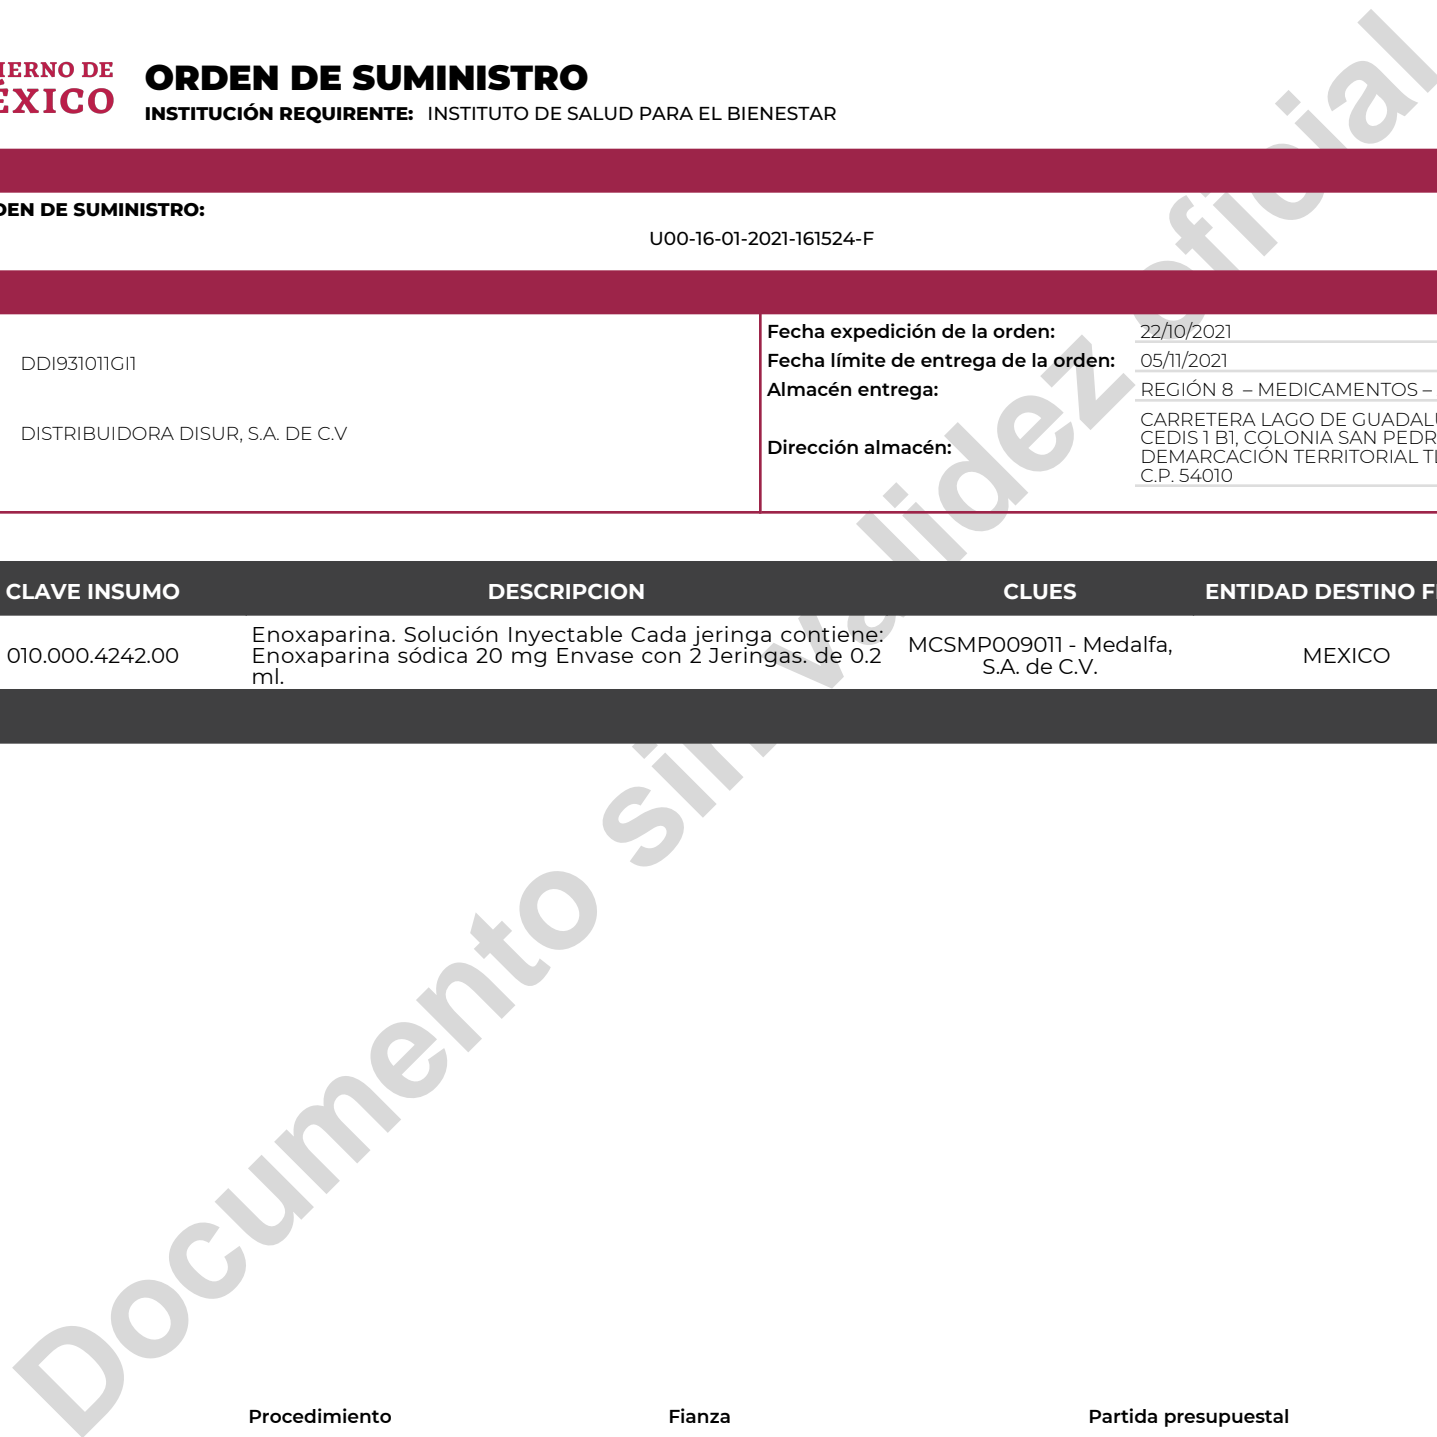 IERNO DE
ÉXICO
ORDEN DE SUMINISTRO
INSTITUCIÓN REQUIRENTE: INSTITUTO DE SALUD PARA EL BIENESTAR
DEN DE SUMINISTRO:
U00-16-01-2021-161524-F
DDI931011GI1
DISTRIBUIDORA DISUR, S.A. DE C.V
Fecha expedición de la orden: 22/10/2021
Fecha límite de entrega de la orden: 05/11/2021
Almacén entrega: REGIÓN 8 – MEDICAMENTOS –
Dirección almacén:
CARRETERA LAGO DE GUADALU
CEDIS 1 B1, COLONIA SAN PEDR
DEMARCACIÓN TERRITORIAL TL
C.P. 54010
CLAVE INSUMO DESCRIPCION CLUES ENTIDAD DESTINO FI
010.000.4242.00
Enoxaparina. Solución Inyectable Cada jeringa contiene:
Enoxaparina sódica 20 mg Envase con 2 Jeringas. de 0.2
ml.
MCSMP009011 - Medalfa,
S.A. de C.V.
MEXICO
Documento sin validez oficial
Procedimiento Fianza Partida presupuestal